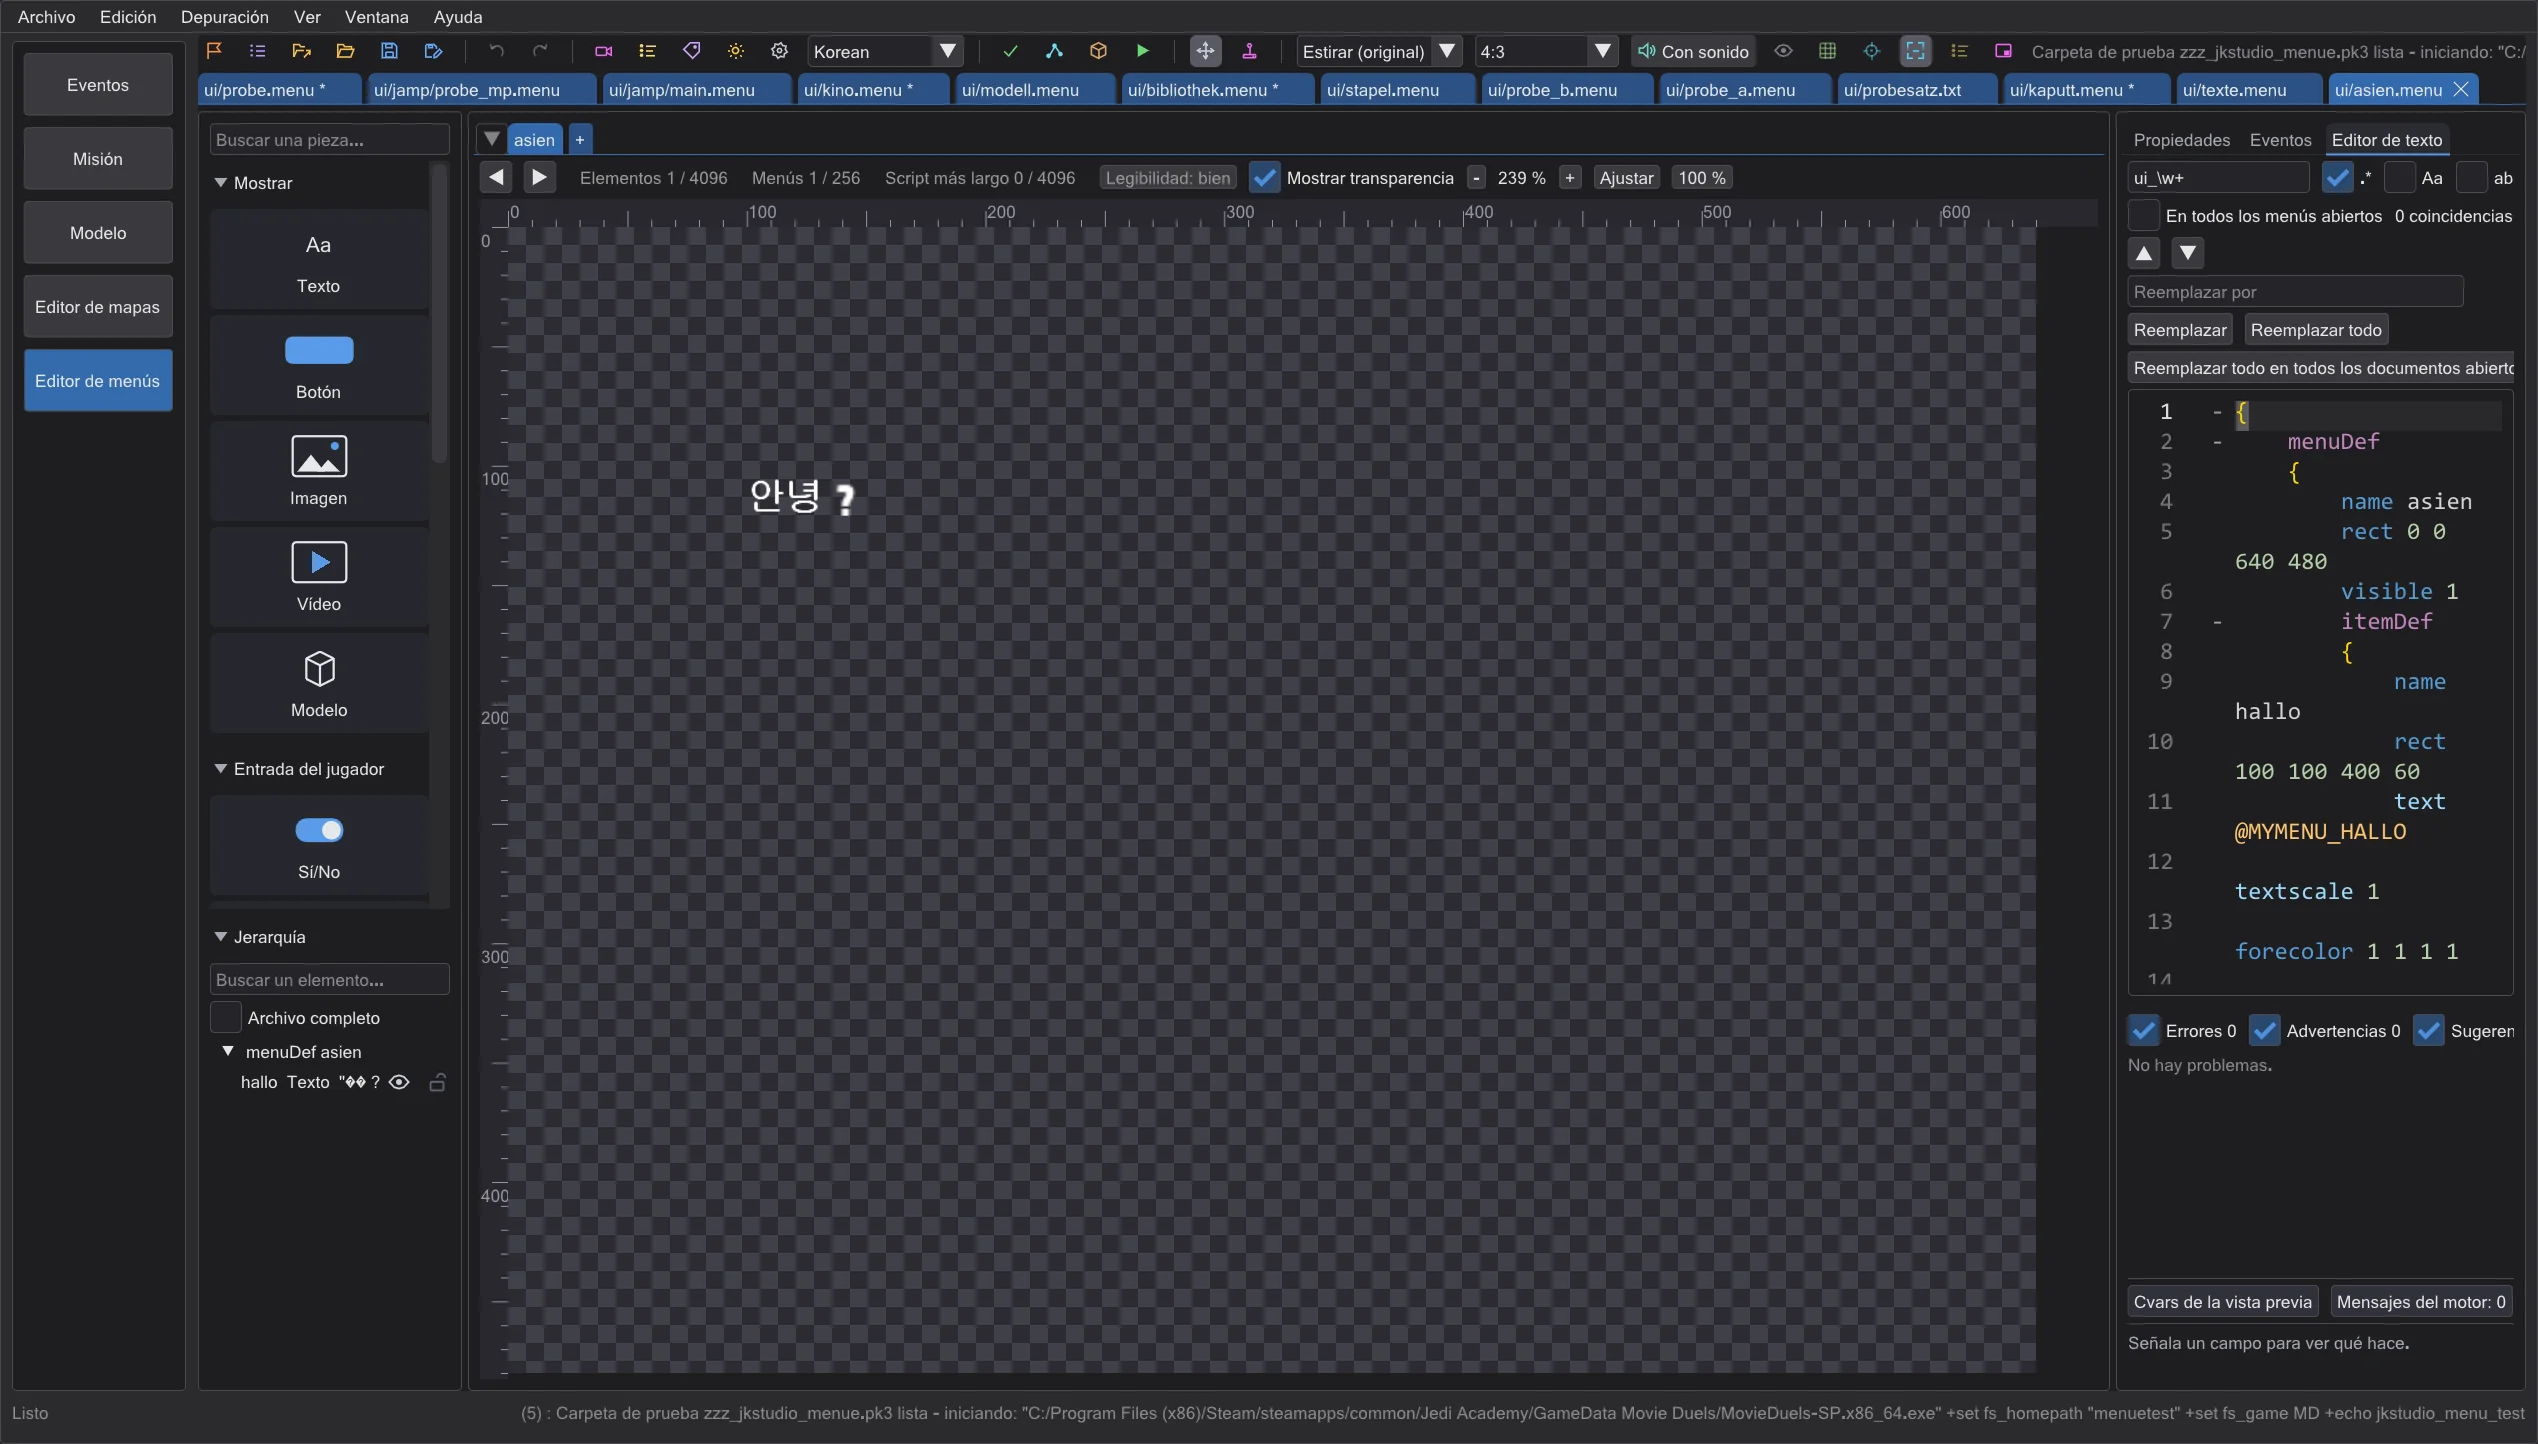 Archivo Edición Depuración Ver Ventana Ayuda
Korean Estirar (original) 4:3 Con sonido Carpeta de prueba zzz_jkstudio_menue.pk3 lista - iniciando: "C:/
Eventos
Misión
Modelo
Editor de mapas
Editor de menús
ui/probe.menu * ui/jamp/probe_mp.menu ui/jamp/main.menu ui/kino.menu * ui/modell.menu ui/bibliothek.menu * ui/stapel.menu ui/probe_b.menu ui/probe_a.menu ui/probesatz.txt ui/kaputt.menu * ui/texte.menu ui/asien.menu
Buscar una pieza...
Mostrar
Aa
Texto
Botón
Imagen
Vídeo
Modelo
Entrada del jugador
Sí/No
Jerarquía
Buscar un elemento...
Archivo completo
menuDef asien
hallo Texto "�� ?
asien +
Elementos 1 / 4096 Menús 1 / 256 Script más largo 0 / 4096 Legibilidad: bien Mostrar transparencia - 239 % + Ajustar 100 %
0 100 200 300 400 500 600
0
100
200
300
400
안녕 ?
Propiedades Eventos Editor de texto
ui_\w+ .* Aa ab
En todos los menús abiertos 0 coincidencias
Reemplazar por
Reemplazar Reemplazar todo
Reemplazar todo en todos los documentos abierto
1 - {
2 - menuDef
3 {
4 name asien
5 rect 0 0
640 480
6 visible 1
7 - itemDef
8 {
9 name
hallo
10 rect
100 100 400 60
11 text
@MYMENU_HALLO
12
textscale 1
13
forecolor 1 1 1 1
14
Errores 0 Advertencias 0 Sugeren
No hay problemas.
Cvars de la vista previa Mensajes del motor: 0
Señala un campo para ver qué hace.
Listo (5) : Carpeta de prueba zzz_jkstudio_menue.pk3 lista - iniciando: "C:/Program Files (x86)/Steam/steamapps/common/Jedi Academy/GameData Movie Duels/MovieDuels-SP.x86_64.exe" +set fs_homepath "menuetest" +set fs_game MD +echo jkstudio_menu_test